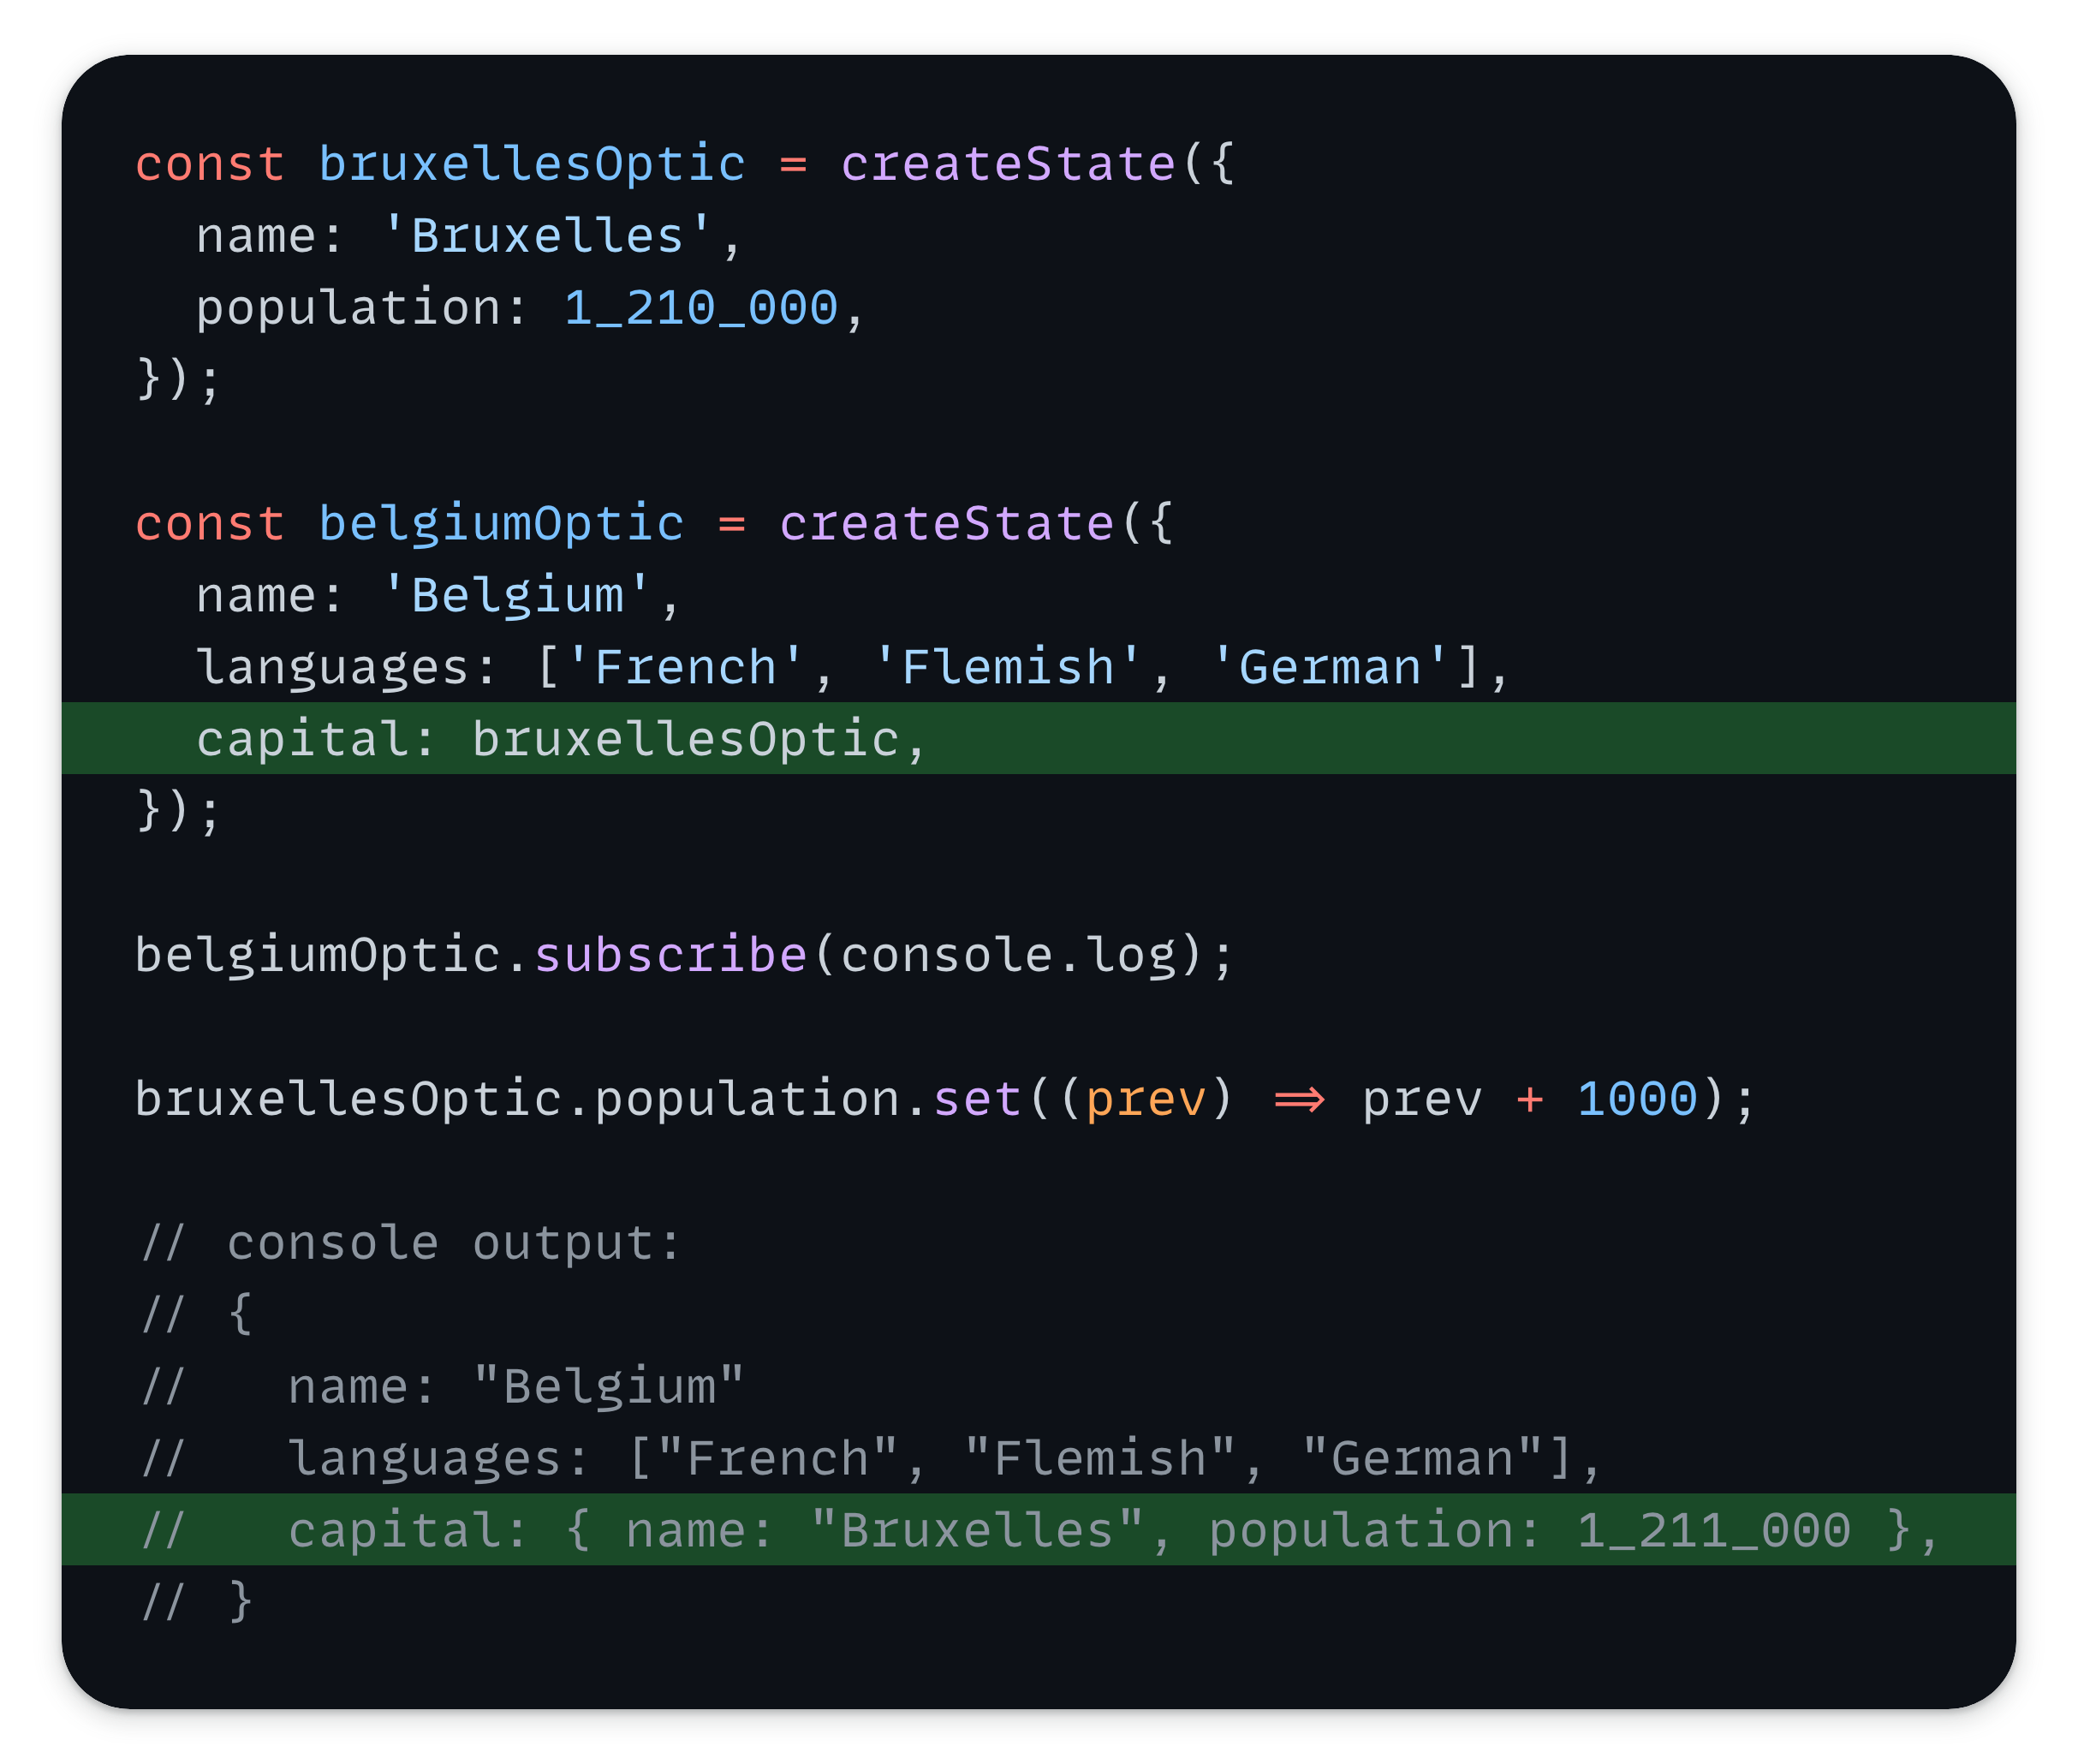 const bruxellesOptic = createState({
  name: 'Bruxelles',
  population: 1_210_000,
});

const belgiumOptic = createState({
  name: 'Belgium',
  languages: ['French', 'Flemish', 'German'],
  capital: bruxellesOptic,
});

belgiumOptic.subscribe(console.log);

bruxellesOptic.population.set((prev) => prev + 1000);

// console output:
// {
//   name: "Belgium"
//   languages: ["French", "Flemish", "German"],
//   capital: { name: "Bruxelles", population: 1_211_000 },
// }